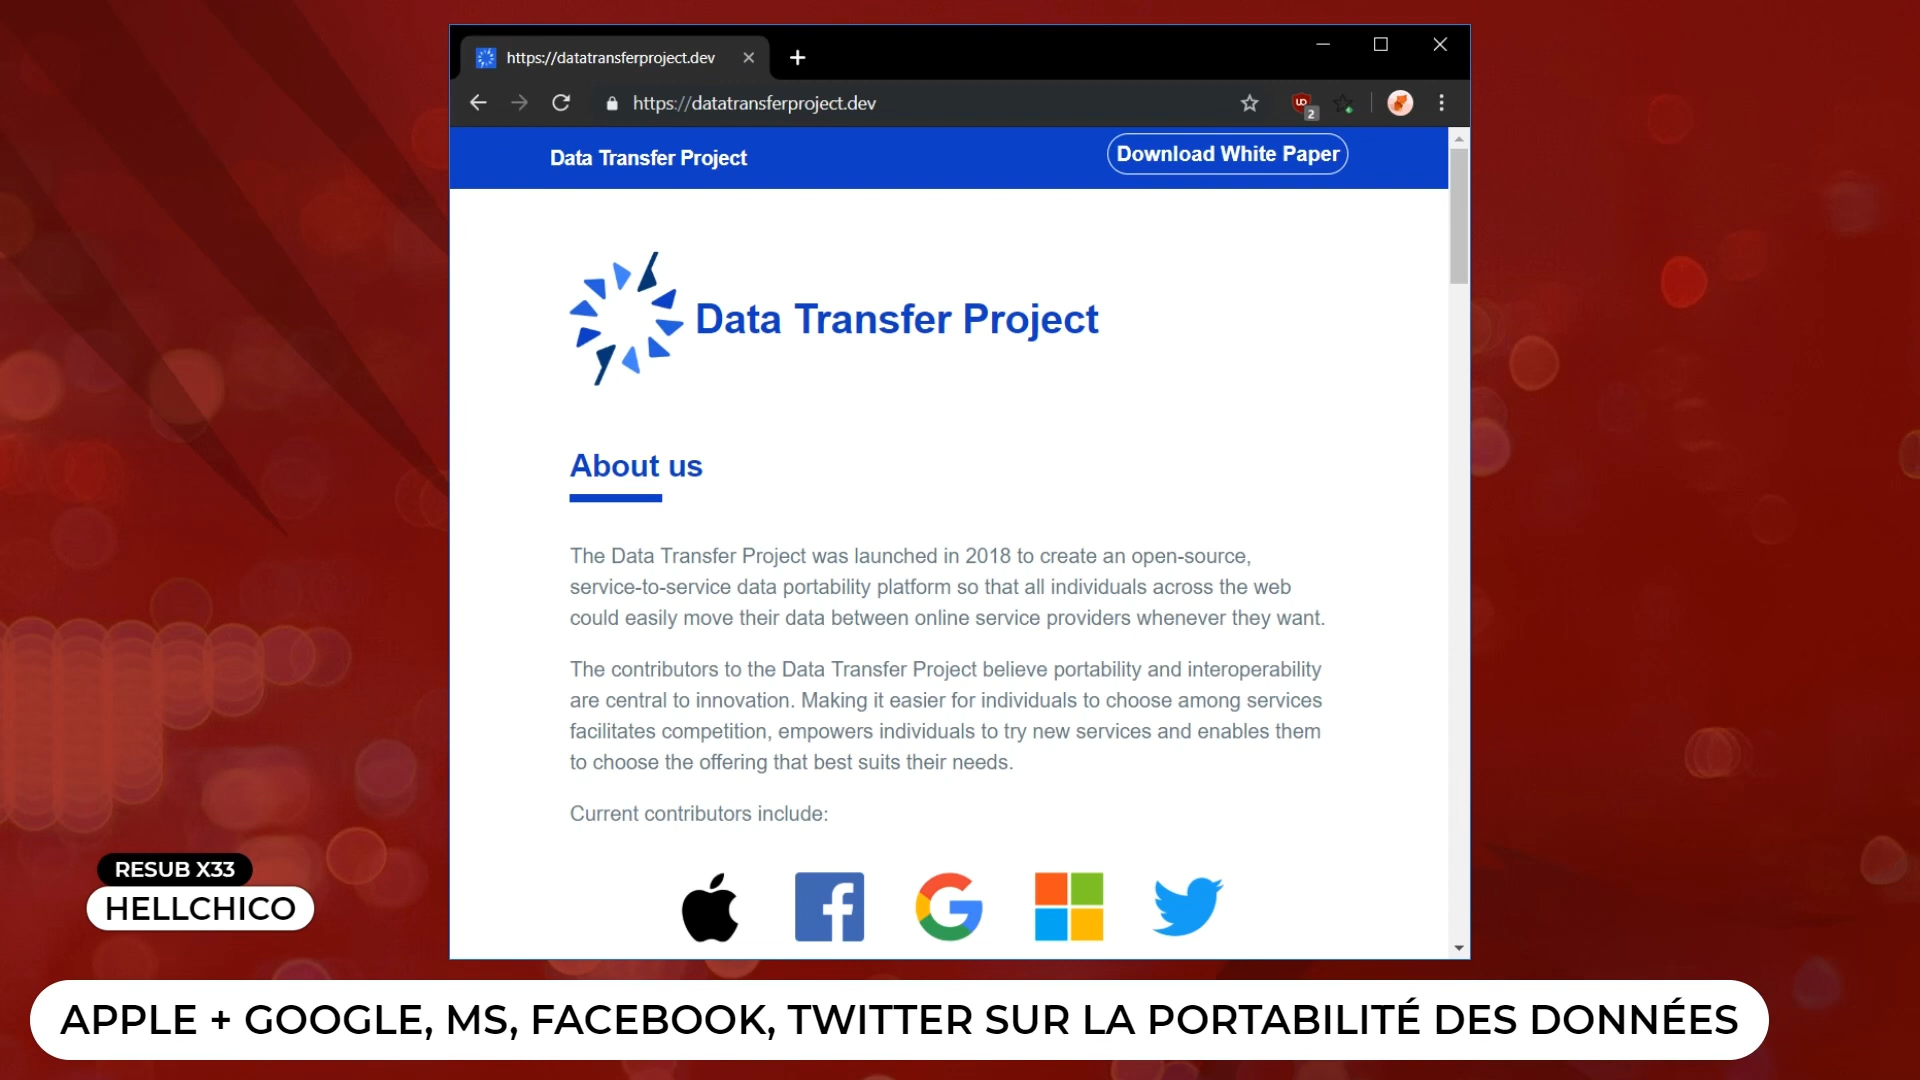 https://datatransferproject.dev
https://datatransferproject.dev
2
Data Transfer Project
Download White Paper
Data Transfer Project
About us
The Data Transfer Project was launched in 2018 to create an open-source,
service-to-service data portability platform so that all individuals across the web
could easily move their data between online service providers whenever they want.
The contributors to the Data Transfer Project believe portability and interoperability
are central to innovation. Making it easier for individuals to choose among services
facilitates competition, empowers individuals to try new services and enables them
to choose the offering that best suits their needs.
Current contributors include:
RESUB X33
HELLCHICO
APPLE + GOOGLE, MS, FACEBOOK, TWITTER SUR LA PORTABILITÉ DES DONNÉES